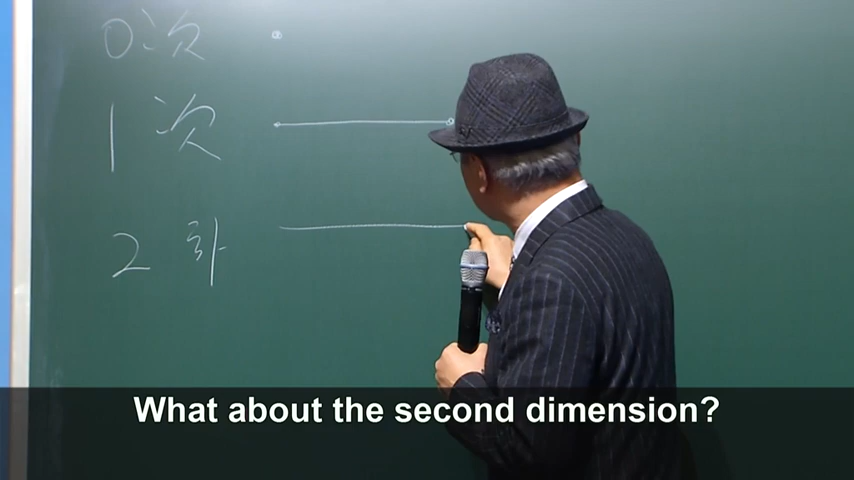 0次
1次
2차
What about the second dimension?